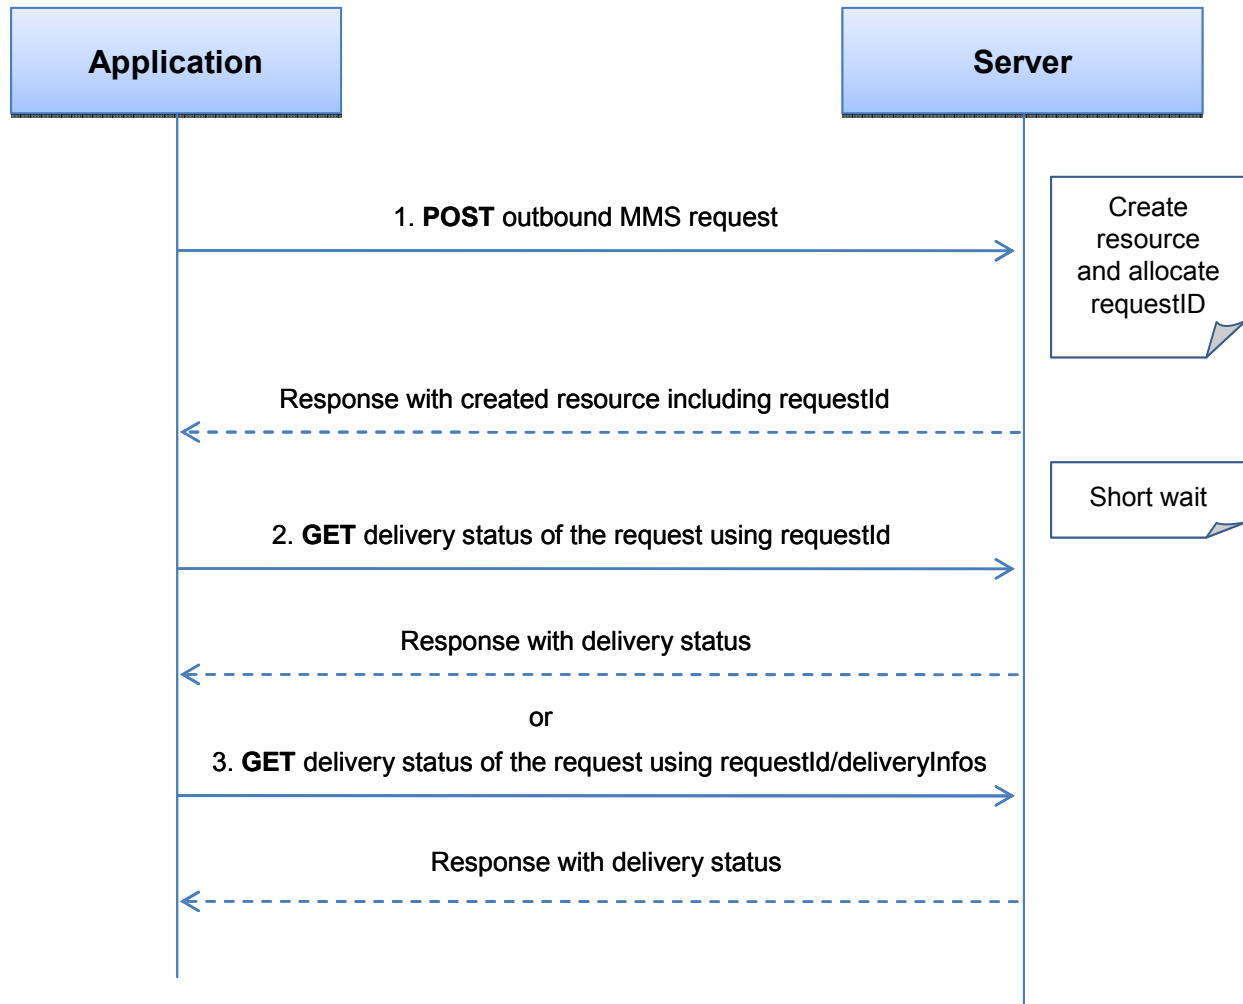 Application
Server
1. POST outbound MMS request
Create
resource
and allocate
requestID
Response with created resource including requestId
Short wait
2. GET delivery status of the request using requestId
Response with delivery status
or
3. GET delivery status of the request using requestId/deliveryInfos
Response with delivery status